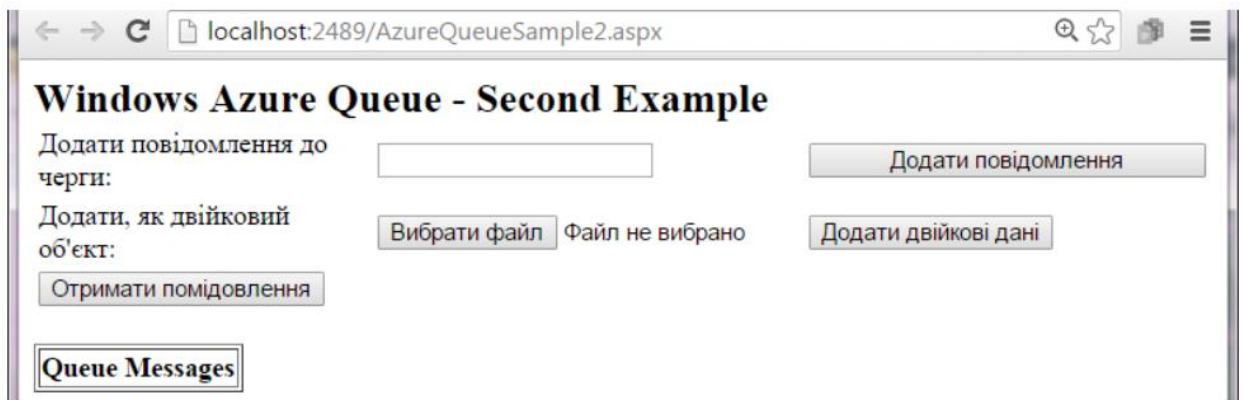 localhost:2489/AzureQueueSample2.aspx
Windows Azure Queue - Second Example
Додати повідомлення до
черги:
Додати повідомлення
Додати, як двійковий
об'єкт:
Вибрати файл Файл не вибрано
Додати двійкові дані
Отримати помідовлення
Queue Messages